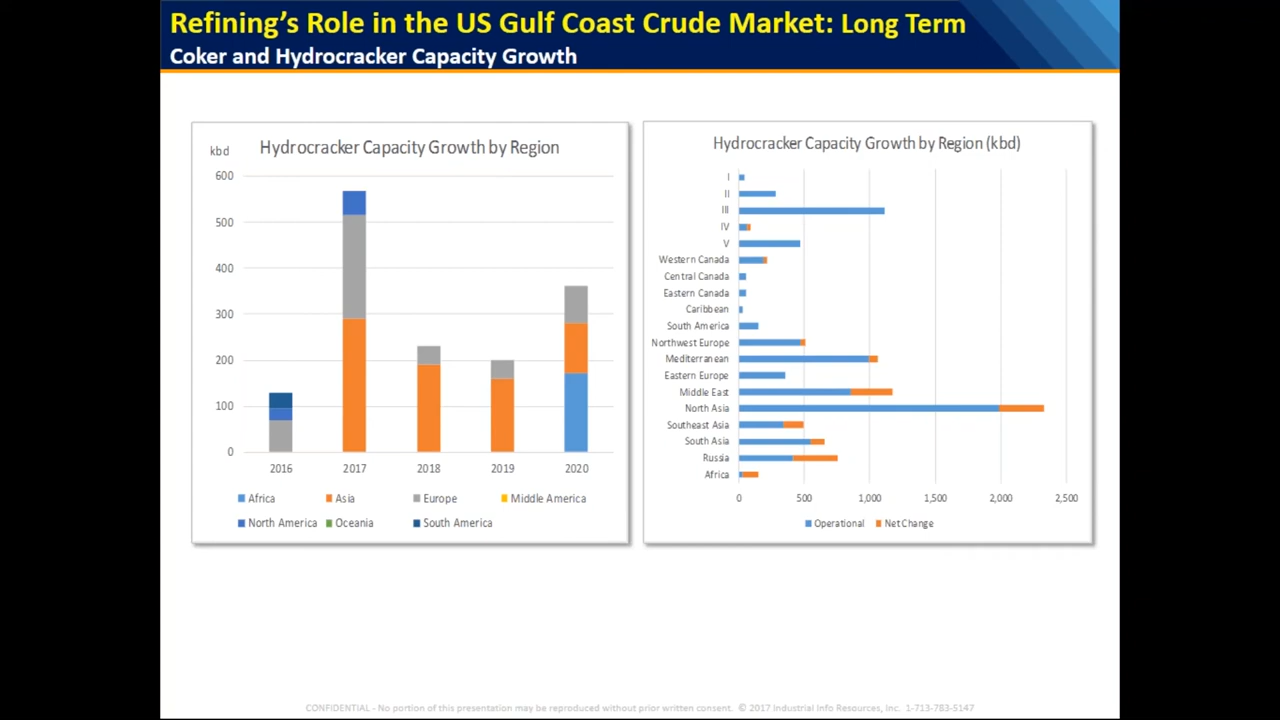 Refining's Role in the US Gulf Coast Crude Market: Long Term
Coker and Hydrocracker Capacity Growth
kbd
Hydrocracker Capacity Growth by Region
600
500
400
300
200
100
0
2016 2017 2018 2019 2020
Africa Asia Europe Middle America
North America Oceania South America
Hydrocracker Capacity Growth by Region (kbd)
I
II
III
IV
V
Western Canada
Central Canada
Eastern Canada
Caribbean
South America
Northwest Europe
Mediterranean
Eastern Europe
Middle East
North Asia
Southeast Asia
South Asia
Russia
Africa
0 500 1,000 1,500 2,000 2,500
Operational Net Change
CONFIDENTIAL - No portion of this presentation may be reproduced without prior written consent. © 2017 Industrial Info Resources, Inc. 1-713-783-5147